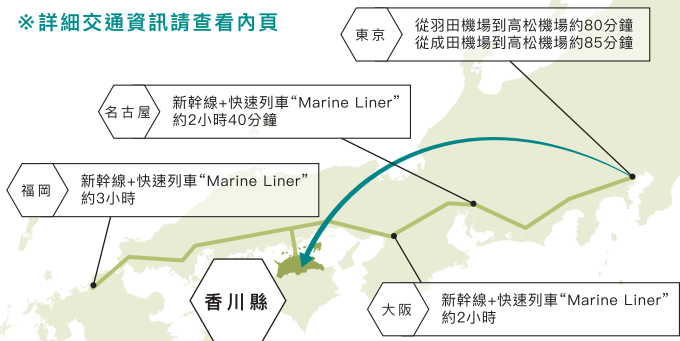 ※詳細交通資訊請查看內頁
東京
從羽田機場到高松機場約80分鐘
從成田機場到高松機場約85分鐘
名古屋
新幹線+快速列車“Marine Liner”
約2小時40分鐘
福岡
新幹線+快速列車“Marine Liner”
約3小時
香川縣
大阪
新幹線+快速列車“Marine Liner”
約2小時